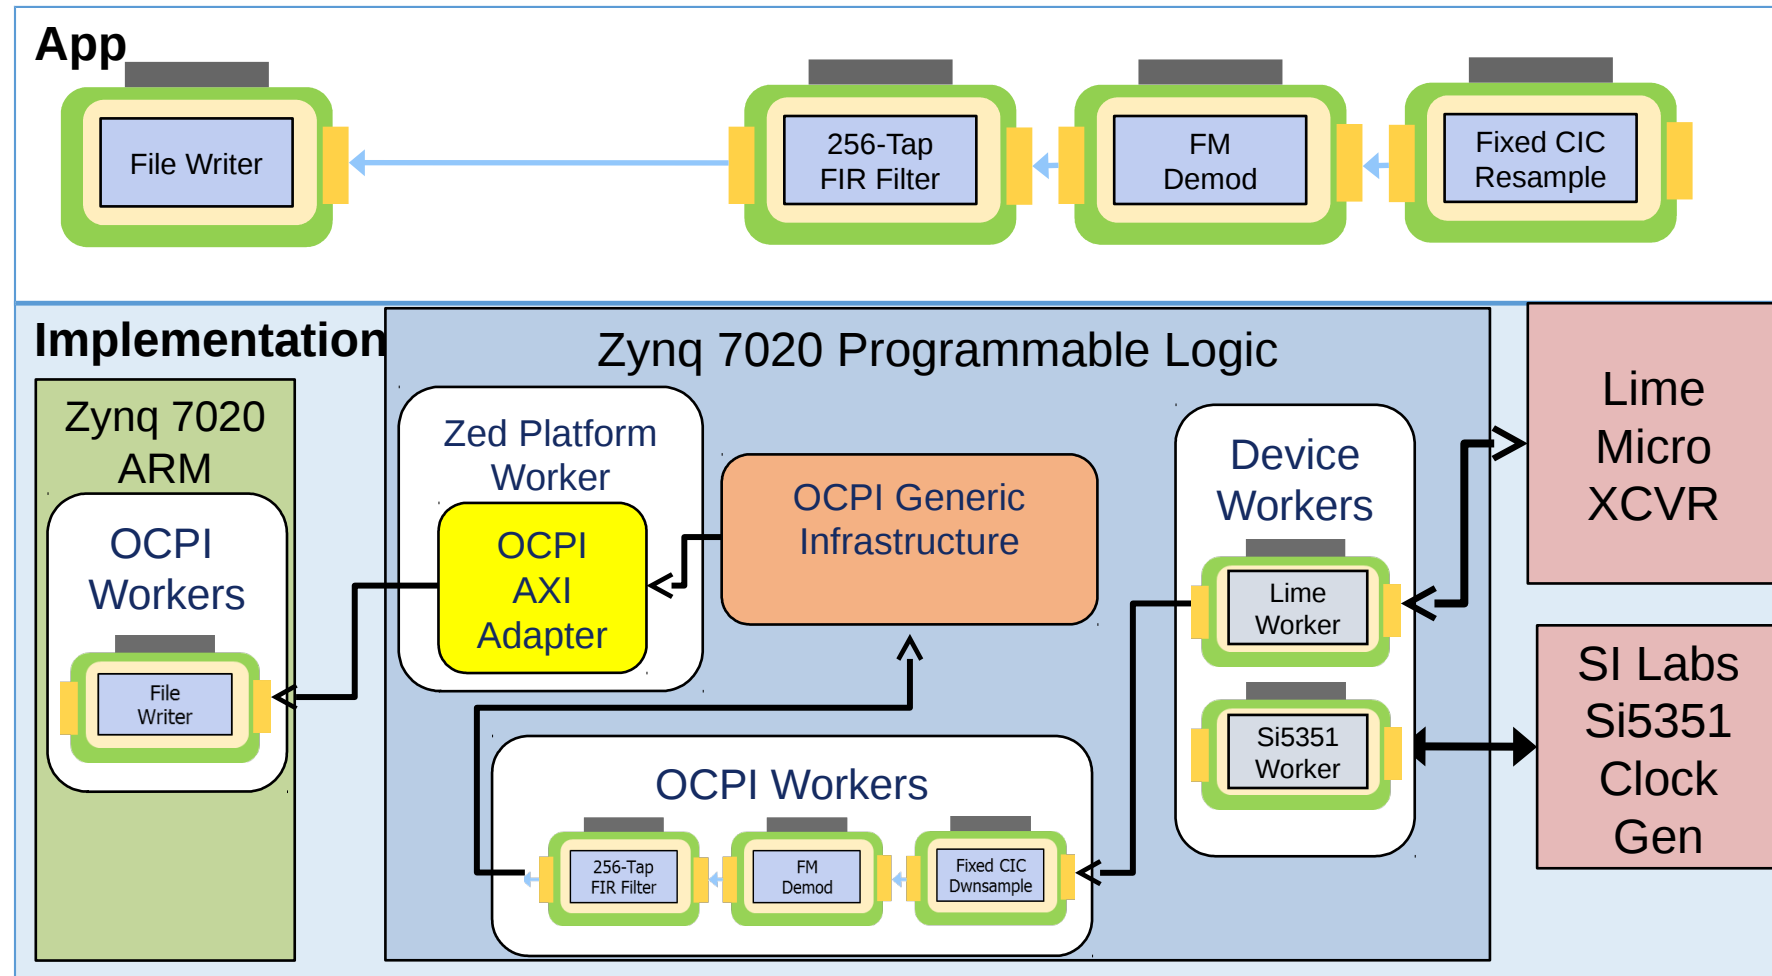 App
File Writer
256-Tap
FIR Filter
FM
Demod
Fixed CIC
Resample
Implementation
Zynq 7020 Programmable Logic
Zynq 7020
ARM
OCPI
Workers
File
Writer
Zed Platform
Worker
OCPI
AXI
Adapter
OCPI Generic
Infrastructure
OCPI Workers
256-Tap
FIR Filter
FM
Demod
Fixed CIC
Dwnsample
Device
Workers
Lime
Worker
Si5351
Worker
Lime
Micro
XCVR
SI Labs
Si5351
Clock
Gen